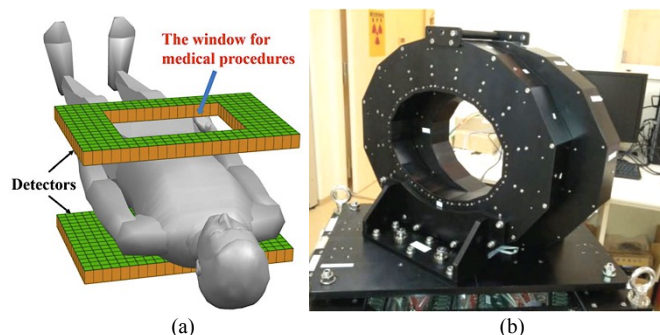 The window for
medical procedures
Detectors
(a)
(b)